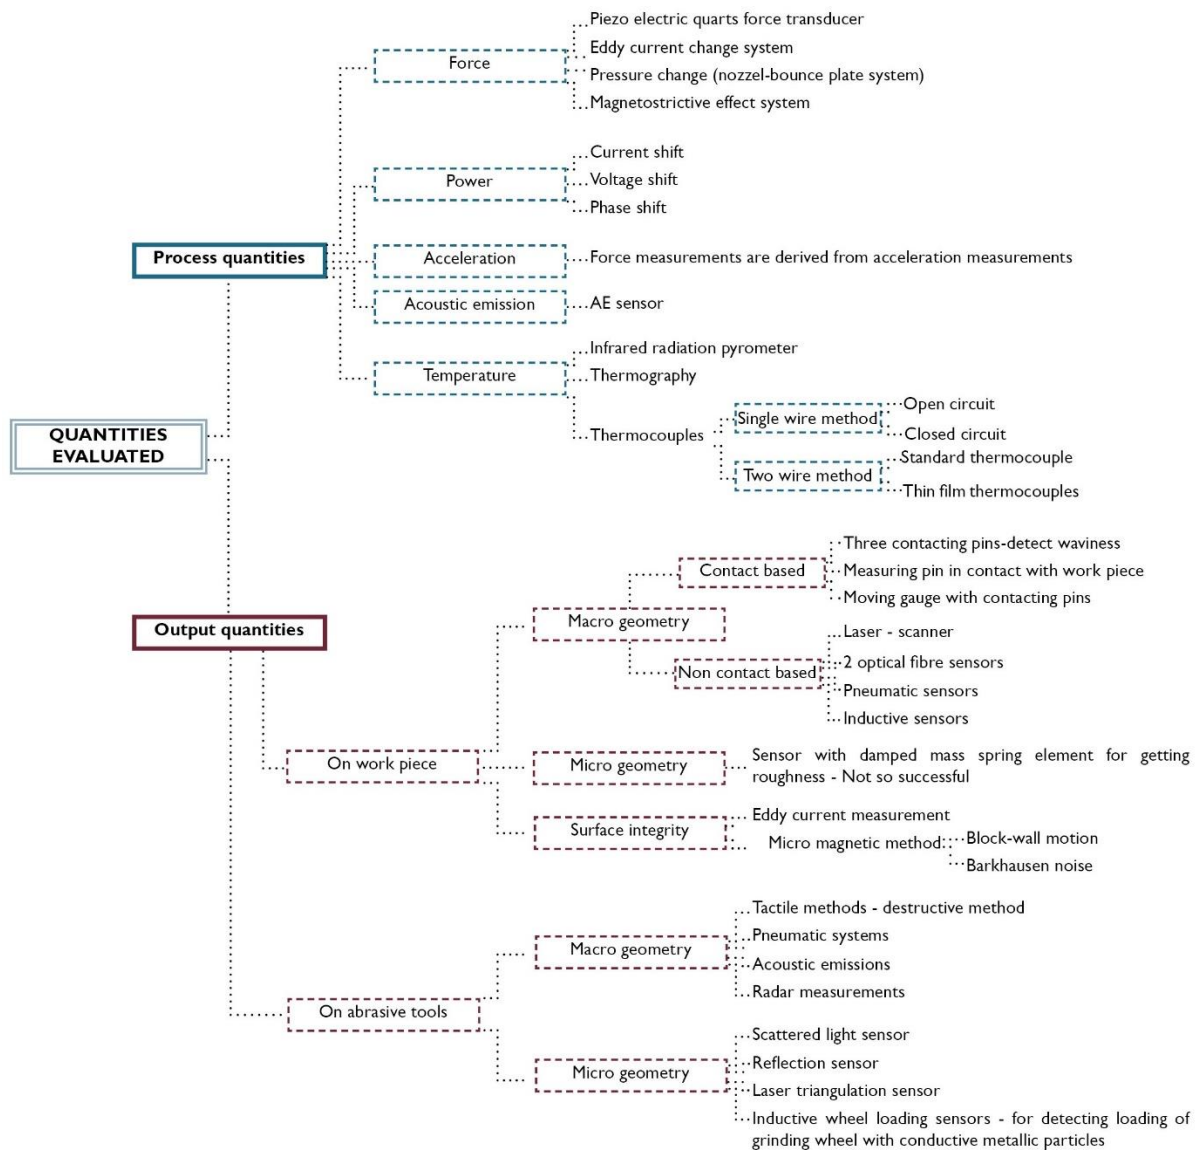 Piezo electric quarts force transducer
Eddy current change system
Force
Pressure change (nozzel-bounce plate system)
Magnetostrictive effect system
Current shift
Power
Voltage shift
Phase shift
Process quantities
Acceleration
Force measurements are derived from acceleration measurements
Acoustic emission
AE sensor
Infrared radiation pyrometer
Temperature
Thermography
Thermocouples
Single wire method
Open circuit
Closed circuit
Two wire method
Standard thermocouple
Thin film thermocouples
QUANTITIES
EVALUATED
Output quantities
On work piece
Macro geometry
Contact based
Three contacting pins-detect waviness
Measuring pin in contact with work piece
Moving gauge with contacting pins
Non contact based
Laser - scanner
2 optical fibre sensors
Pneumatic sensors
Inductive sensors
Micro geometry
Sensor with damped mass spring element for getting
roughness - Not so successful
Surface integrity
Eddy current measurement
Micro magnetic method
Block-wall motion
Barkhausen noise
On abrasive tools
Macro geometry
Tactile methods - destructive method
Pneumatic systems
Acoustic emissions
Radar measurements
Micro geometry
Scattered light sensor
Reflection sensor
Laser triangulation sensor
Inductive wheel loading sensors - for detecting loading of
grinding wheel with conductive metallic particles